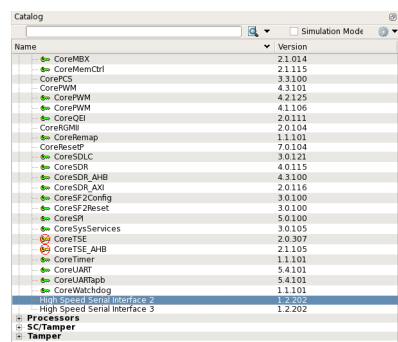 Catalog
Simulation Mode
Name Version
CoreMBX 2.1.014
CoreMemCtrl 2.1.115
CorePCS 3.3.100
CorePWM 4.3.101
CorePWM 4.2.125
CorePWM 4.1.106
CoreQEI 2.0.111
CoreRGMII 2.0.104
CoreRemap 1.1.101
CoreResetP 7.0.104
CoreSDLC 3.0.121
CoreSDR 4.0.115
CoreSDR_AHB 4.3.100
CoreSDR_AXI 2.0.116
CoreSF2Config 3.0.100
CoreSF2Reset 3.0.100
CoreSPI 5.0.100
CoreSysServices 3.0.105
CoreTSE 2.0.307
CoreTSE_AHB 2.1.105
CoreTimer 1.1.101
CoreUART 5.4.101
CoreUARTapb 5.4.101
CoreWatchdog 1.1.101
High Speed Serial Interface 2 1.2.202
High Speed Serial Interface 3 1.2.202
Processors
SC/Tamper
Tamper